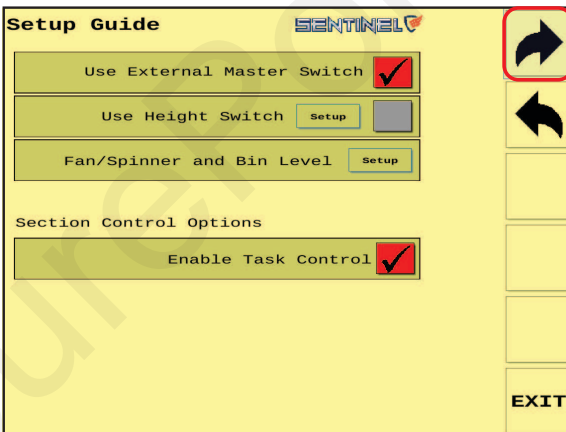 Setup Guide SENTINEL
Use External Master Switch
Use Height Switch Setup
Fan/Spinner and Bin Level Setup
Section Control Options
Enable Task Control
EXIT